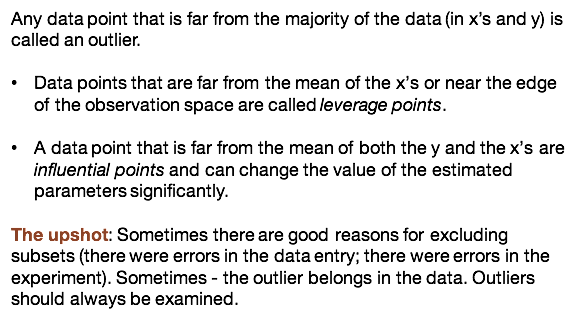 Any data point that is far from the majority of the data (in x's and y) is
called an outlier.
• Data points that are far from the mean of the x's or near the edge
of the observation space are called leverage points.
• A data point that is far from the mean of both the y and the x's are
influential points and can change the value of the estimated
parameters significantly.
The upshot: Sometimes there are good reasons for excluding
subsets (there were errors in the data entry; there were errors in the
experiment). Sometimes - the outlier belongs in the data. Outliers
should always be examined.